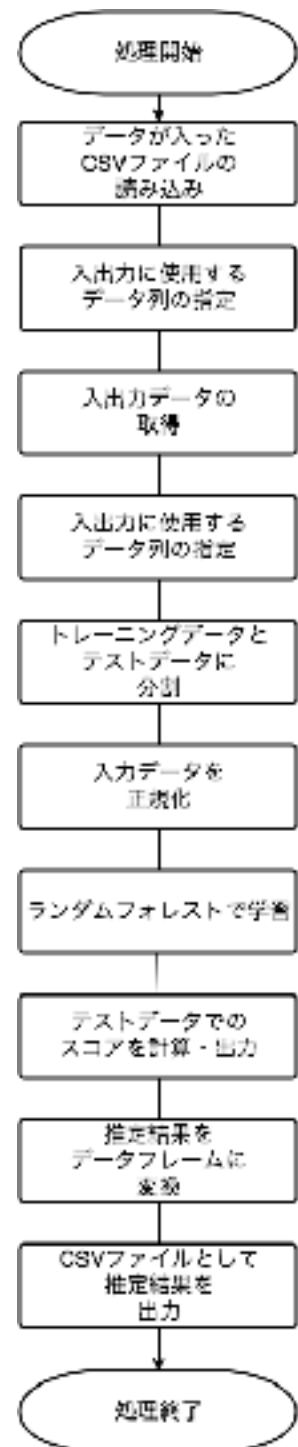 処理開始
データが入った
CSVファイルの
読み込み
入出力に使用する
データ列の指定
入出力データの
取得
入出力に使用する
データ列の指定
トレーニングデータと
テストデータに
分割
入力データを
正規化
ランダムフォレストで学習
テストデータでの
スコアを計算・出力
推定結果を
データフレームに
変換
CSVファイルとして
推定結果を
出力
処理終了